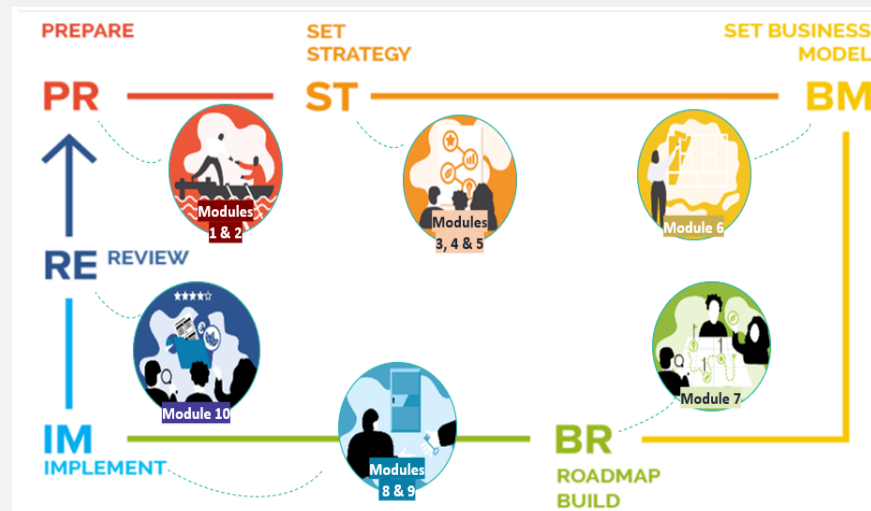 PREPARE
SET
STRATEGY
SET BUSINESS
MODEL
PR
ST
BM
Modules
1 & 2
Modules
3, 4 & 5
Module 6
RE REVIEW
Module 10
Module 7
Modules
8 & 9
IM
IMPLEMENT
BR
ROADMAP
BUILD